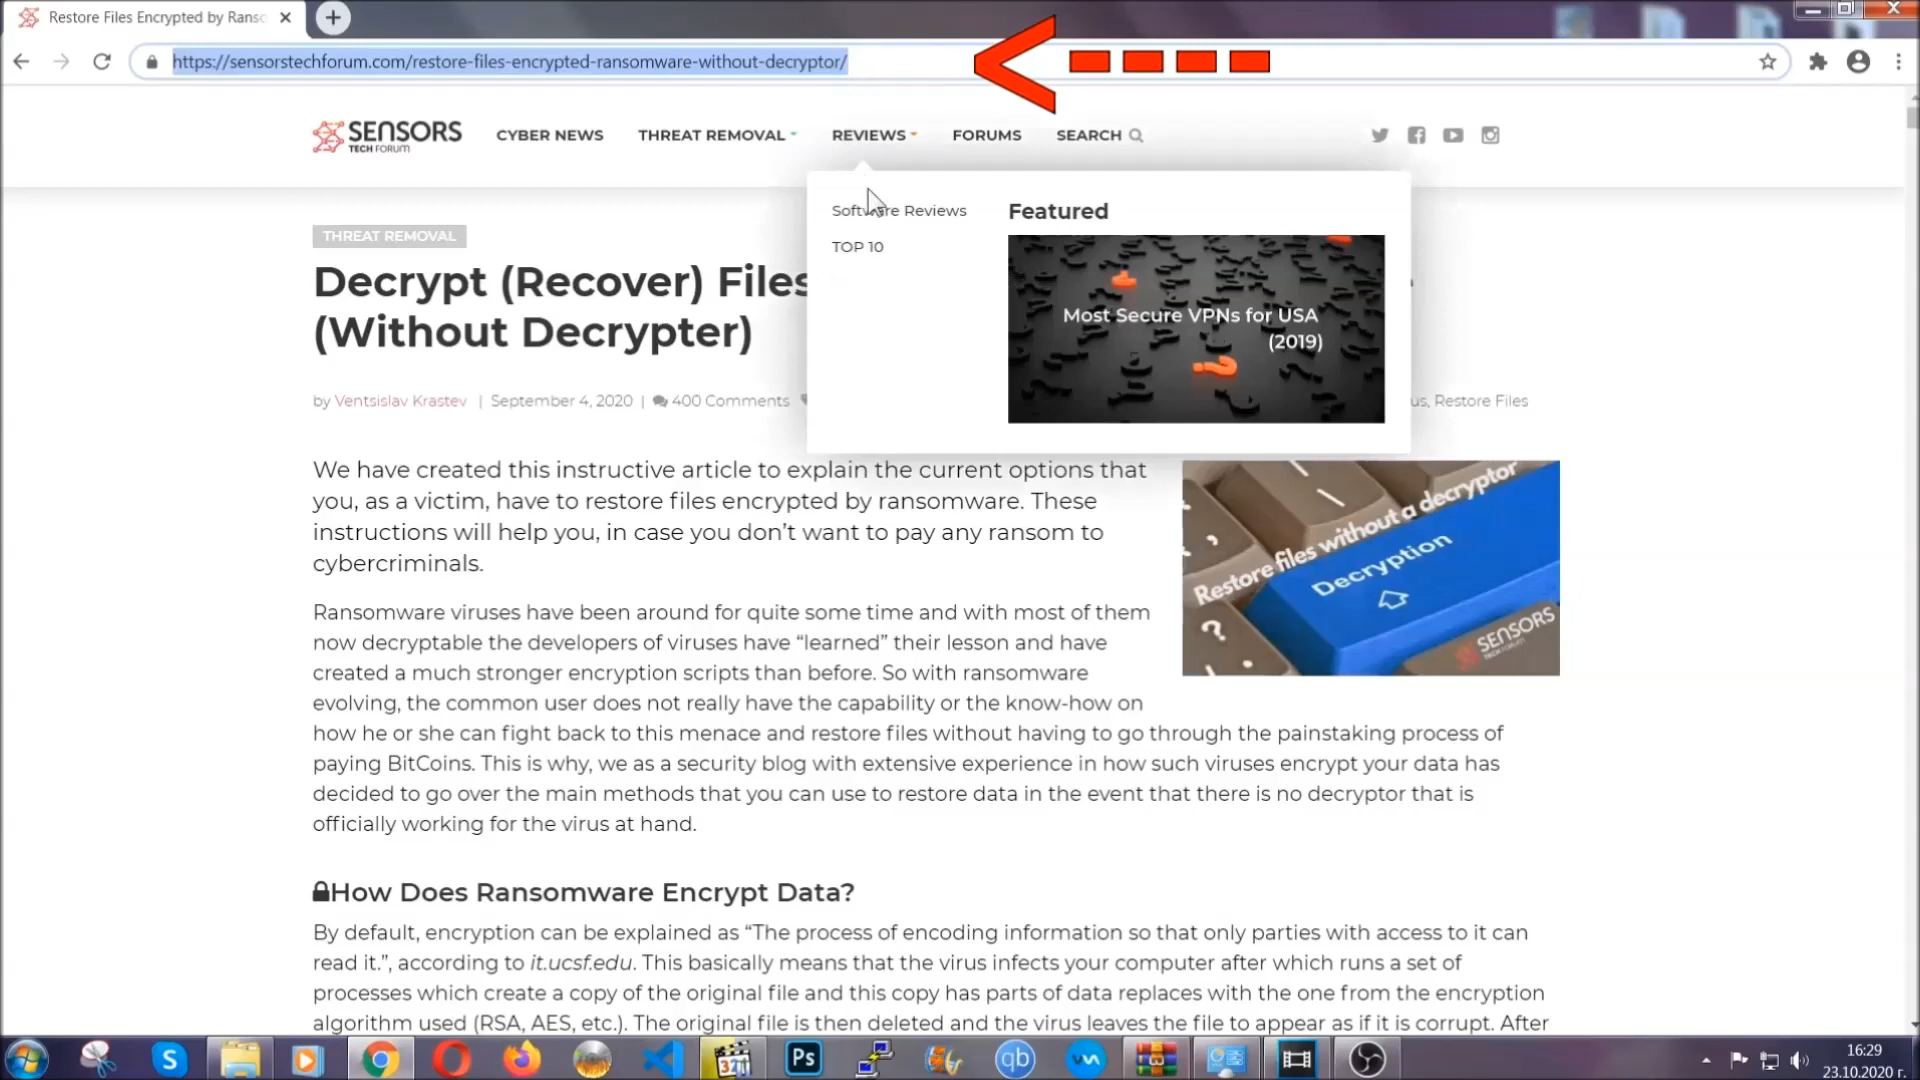 Restore Files Encrypted by Ranso
https://sensorstechforum.com/restore-files-encrypted-ransomware-without-decryptor/
SENSORS
TECH FORUM
CYBER NEWS THREAT REMOVAL REVIEWS FORUMS SEARCH
Software Reviews
TOP 10
Featured
Most Secure VPNs for USA
(2019)
THREAT REMOVAL
Decrypt (Recover) Files
(Without Decrypter)
by Ventsislav Krastev | September 4, 2020 | 400 Comments
us, Restore Files
We have created this instructive article to explain the current options that
you, as a victim, have to restore files encrypted by ransomware. These
instructions will help you, in case you don’t want to pay any ransom to
cybercriminals.
Restore files without a decryptor
Decryption
SENSORS
TECH FORUM
Ransomware viruses have been around for quite some time and with most of them
now decryptable the developers of viruses have “learned” their lesson and have
created a much stronger encryption scripts than before. So with ransomware
evolving, the common user does not really have the capability or the know-how on
how he or she can fight back to this menace and restore files without having to go through the painstaking process of
paying BitCoins. This is why, we as a security blog with extensive experience in how such viruses encrypt your data has
decided to go over the main methods that you can use to restore data in the event that there is no decryptor that is
officially working for the virus at hand.
How Does Ransomware Encrypt Data?
By default, encryption can be explained as “The process of encoding information so that only parties with access to it can
read it.”, according to it.ucsf.edu. This basically means that the virus infects your computer after which runs a set of
processes which create a copy of the original file and this copy has parts of data replaces with the one from the encryption
algorithm used (RSA, AES, etc.). The original file is then deleted and the virus leaves the file to appear as if it is corrupt. After
S
321
Ps
qb
16:29
23.10.2020 г.